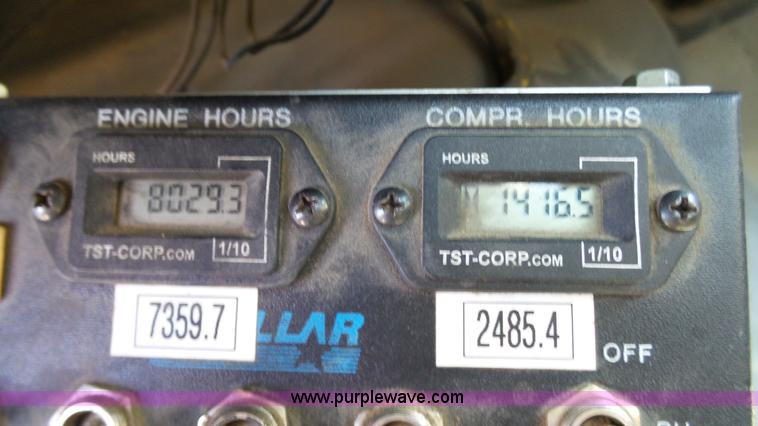 ENGINE HOURS
COMPR. HOURS
HOURS
8029.3
TST-CORP.COM
1/10
HOURS
1416.5
TST-CORP.COM
1/10
7359.7
LLAR
2485.4
OFF
www.purplewave.com